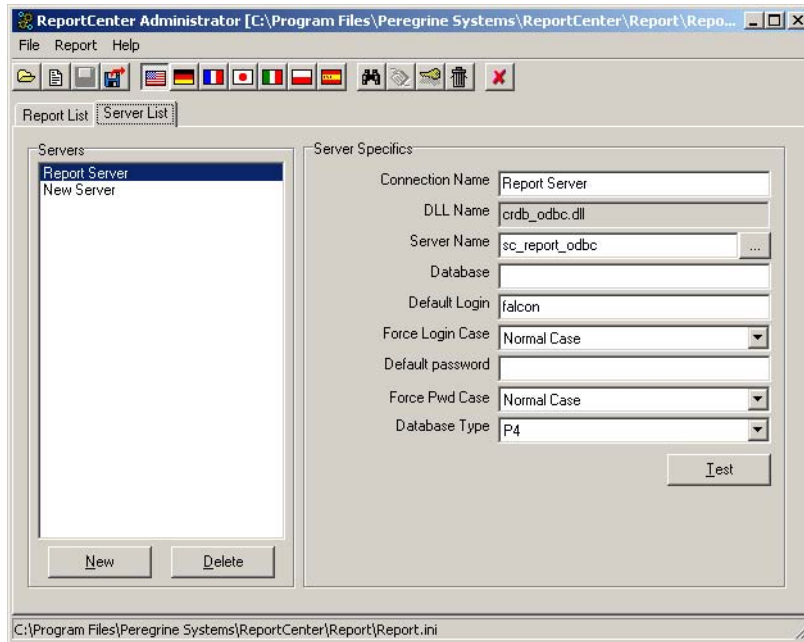 ReportCenter Administrator [C:\Program Files\Peregrine Systems\ReportCenter\Report\Repo...
File Report Help
Report List Server List
Servers
Report Server
New Server
New Delete
Server Specifics
Connection Name Report Server
DLL Name crdb_odbc.dll
Server Name sc_report_odbc ...
Database
Default Login falcon
Force Login Case Normal Case
Default password
Force Pwd Case Normal Case
Database Type P4
Test
C:\Program Files\Peregrine Systems\ReportCenter\Report\Report.ini